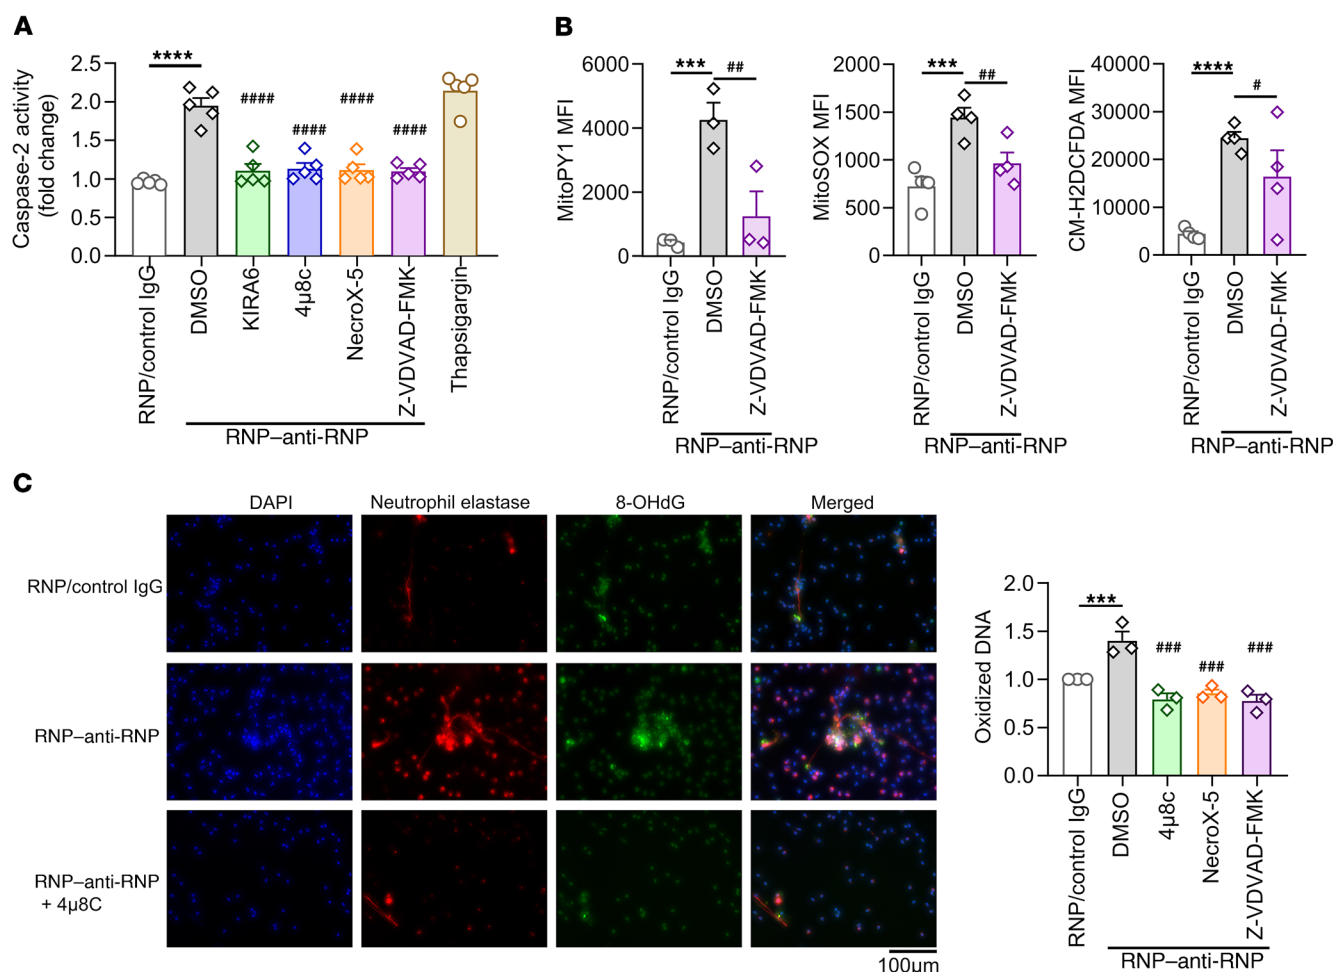 A
Caspase-2 activity
(fold change)
2.5
2.0
1.5
1.0
0.5
0.0
****
####
####
####
####
RNP/control IgG
DMSO
KIRA6
4µ8c
NecroX-5
Z-VDVAD-FMK
Thapsigargin
RNP–anti-RNP
B
MitoPY1 MFI
6000
4000
2000
0
***
##
RNP/control IgG
DMSO
Z-VDVAD-FMK
RNP–anti-RNP
MitoSOX MFI
2000
1500
1000
500
0
***
##
RNP/control IgG
DMSO
Z-VDVAD-FMK
RNP–anti-RNP
CM-H2DCFDA MFI
40000
30000
20000
10000
0
****
#
RNP/control IgG
DMSO
Z-VDVAD-FMK
RNP–anti-RNP
C
DAPI
Neutrophil elastase
8-OHdG
Merged
RNP/control IgG
RNP–anti-RNP
RNP–anti-RNP
+ 4µ8C
100µm
Oxidized DNA
2.0
1.5
1.0
0.5
0.0
***
###
###
###
RNP/control IgG
DMSO
4µ8c
NecroX-5
Z-VDVAD-FMK
RNP–anti-RNP